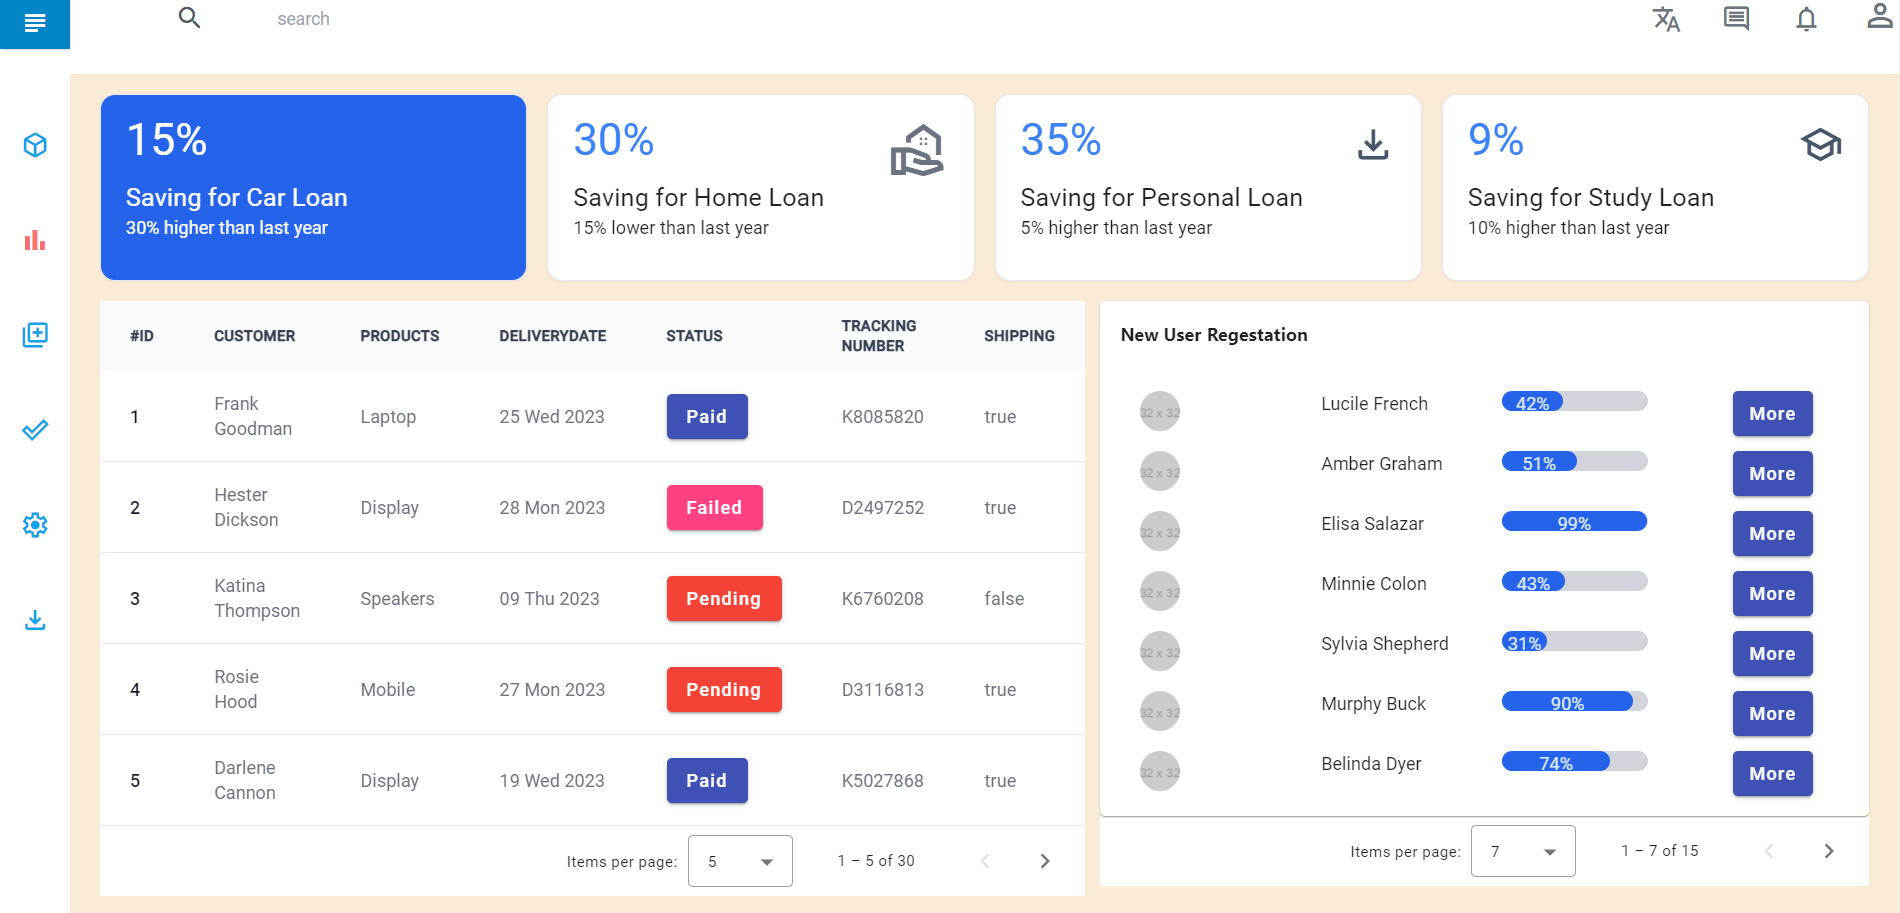 search
15%
Saving for Car Loan
30% higher than last year
30%
Saving for Home Loan
15% lower than last year
35%
Saving for Personal Loan
5% higher than last year
9%
Saving for Study Loan
10% higher than last year
#ID CUSTOMER PRODUCTS DELIVERYDATE STATUS TRACKING NUMBER SHIPPING
1 Frank Goodman Laptop 25 Wed 2023 Paid K8085820 true
2 Hester Dickson Display 28 Mon 2023 Failed D2497252 true
3 Katina Thompson Speakers 09 Thu 2023 Pending K6760208 false
4 Rosie Hood Mobile 27 Mon 2023 Pending D3116813 true
5 Darlene Cannon Display 19 Wed 2023 Paid K5027868 true
Items per page: 5 1 – 5 of 30
New User Regestation
32 x 32 Lucile French 42% More
32 x 32 Amber Graham 51% More
32 x 32 Elisa Salazar 99% More
32 x 32 Minnie Colon 43% More
32 x 32 Sylvia Shepherd 31% More
32 x 32 Murphy Buck 90% More
32 x 32 Belinda Dyer 74% More
Items per page: 7 1 – 7 of 15